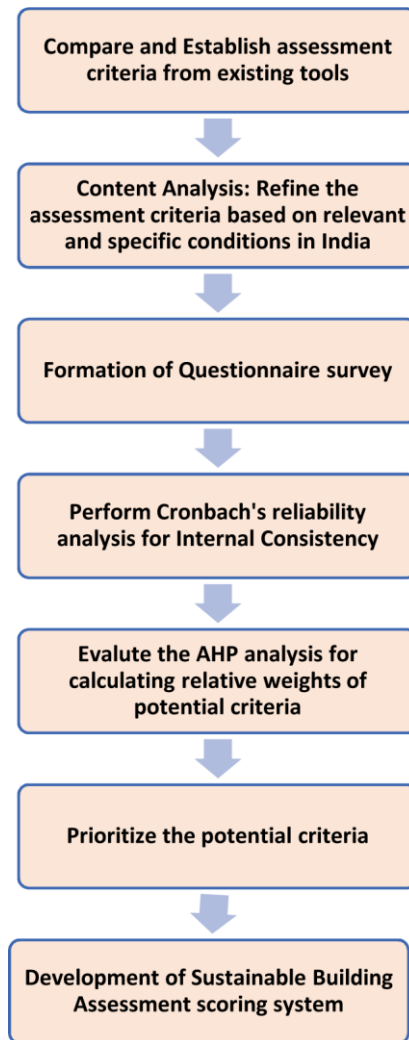 Compare and Establish assessment
criteria from existing tools
Content Analysis: Refine the
assessment criteria based on relevant
and specific conditions in India
Formation of Questionnaire survey
Perform Cronbach's reliability
analysis for Internal Consistency
Evalute the AHP analysis for
calculating relative weights of
potential criteria
Prioritize the potential criteria
Development of Sustainable Building
Assessment scoring system